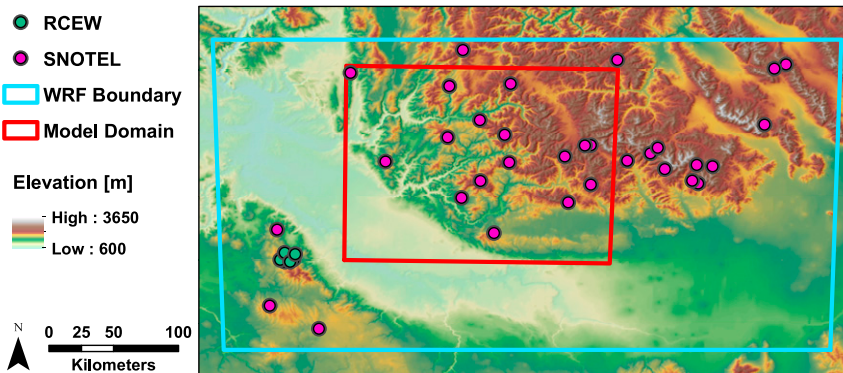 RCEW
SNOTEL
WRF Boundary
Model Domain
Elevation [m]
High : 3650
Low : 600
N
0 25 50 100
Kilometers